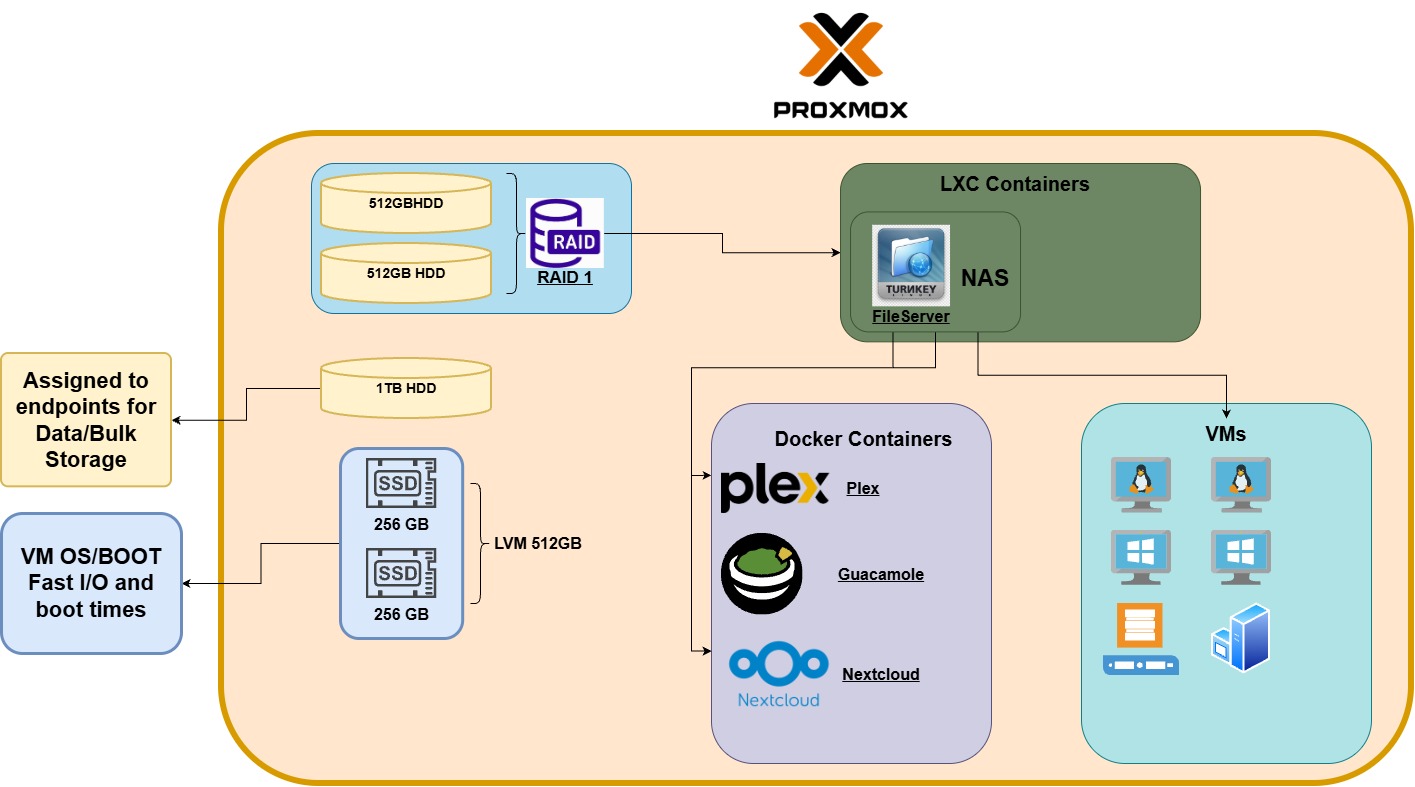 PROXMOX
512GBHDD
512GB HDD
RAID
RAID 1
LXC Containers
TURNKEY
LINUX
FileServer
NAS
Assigned to
endpoints for
Data/Bulk
Storage
1TB HDD
VM OS/BOOT
Fast I/O and
boot times
SSD
256 GB
SSD
256 GB
LVM 512GB
Docker Containers
plex
Plex
Guacamole
Nextcloud
Nextcloud
VMs